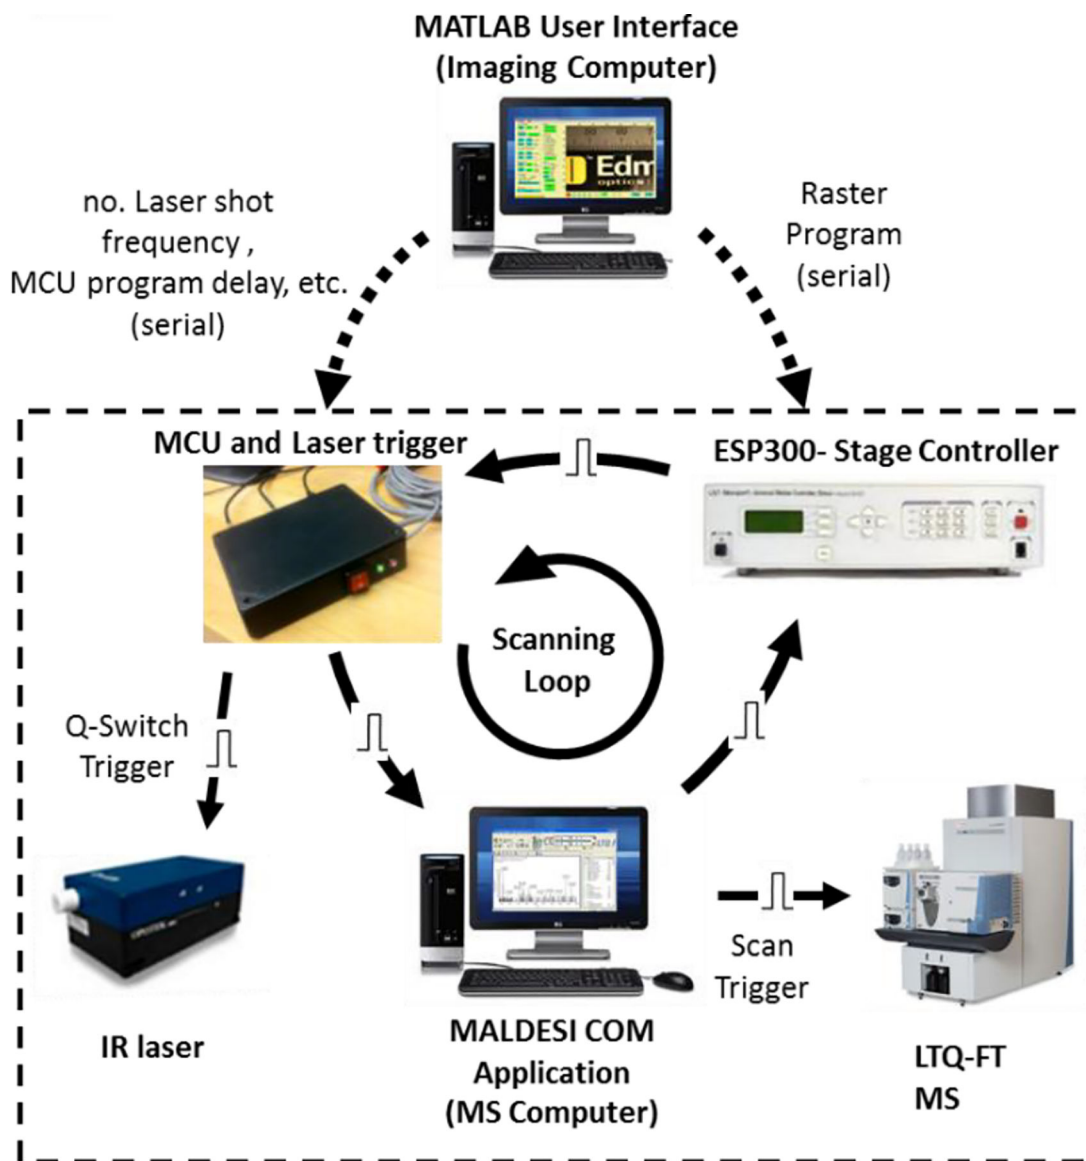 MATLAB User Interface
(Imaging Computer)
Edm
optics
no. Laser shot
frequency ,
MCU program delay, etc.
(serial)
Raster
Program
(serial)
MCU and Laser trigger
ESP300- Stage Controller
Scanning
Loop
Q-Switch
Trigger
Scan
Trigger
IR laser
MALDESI COM
Application
(MS Computer)
LTQ-FT
MS